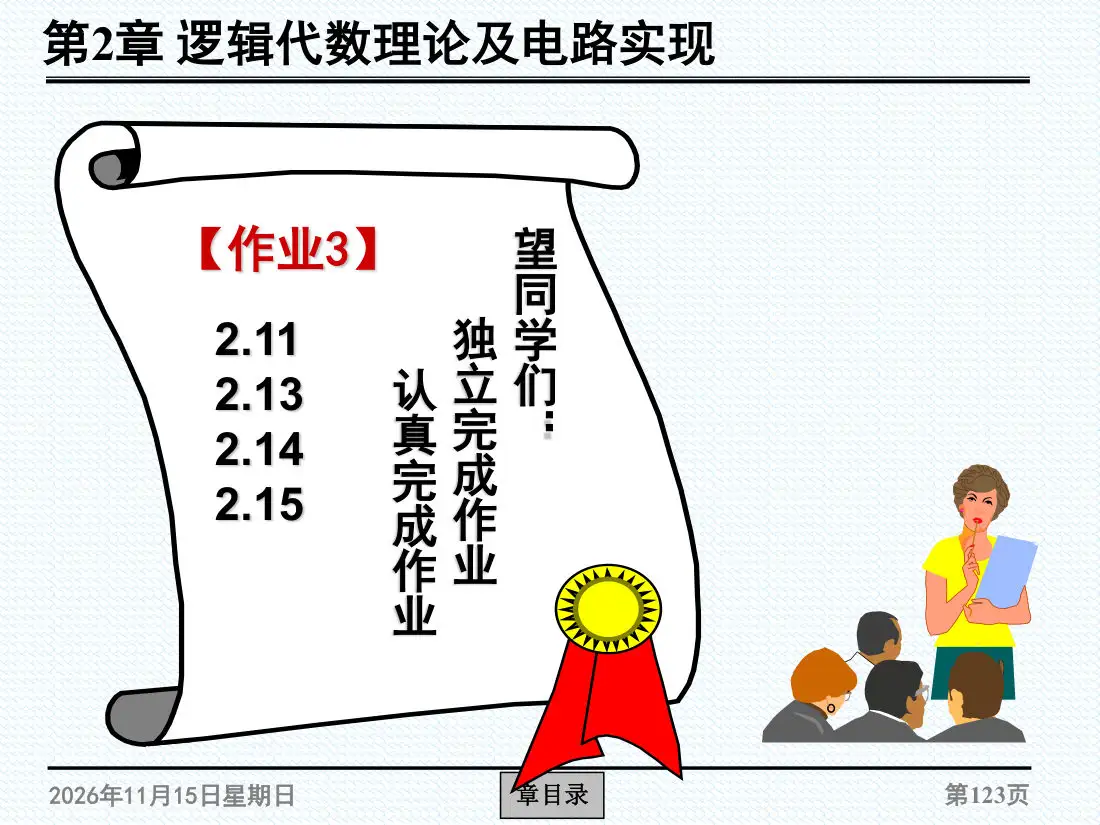 第2章 逻辑代数理论及电路实现
【作业3】
2.11
2.13
2.14
2.15
望同学们：
独立完成作业
认真完成作业
2026年11月15日星期日
章目录
第123页